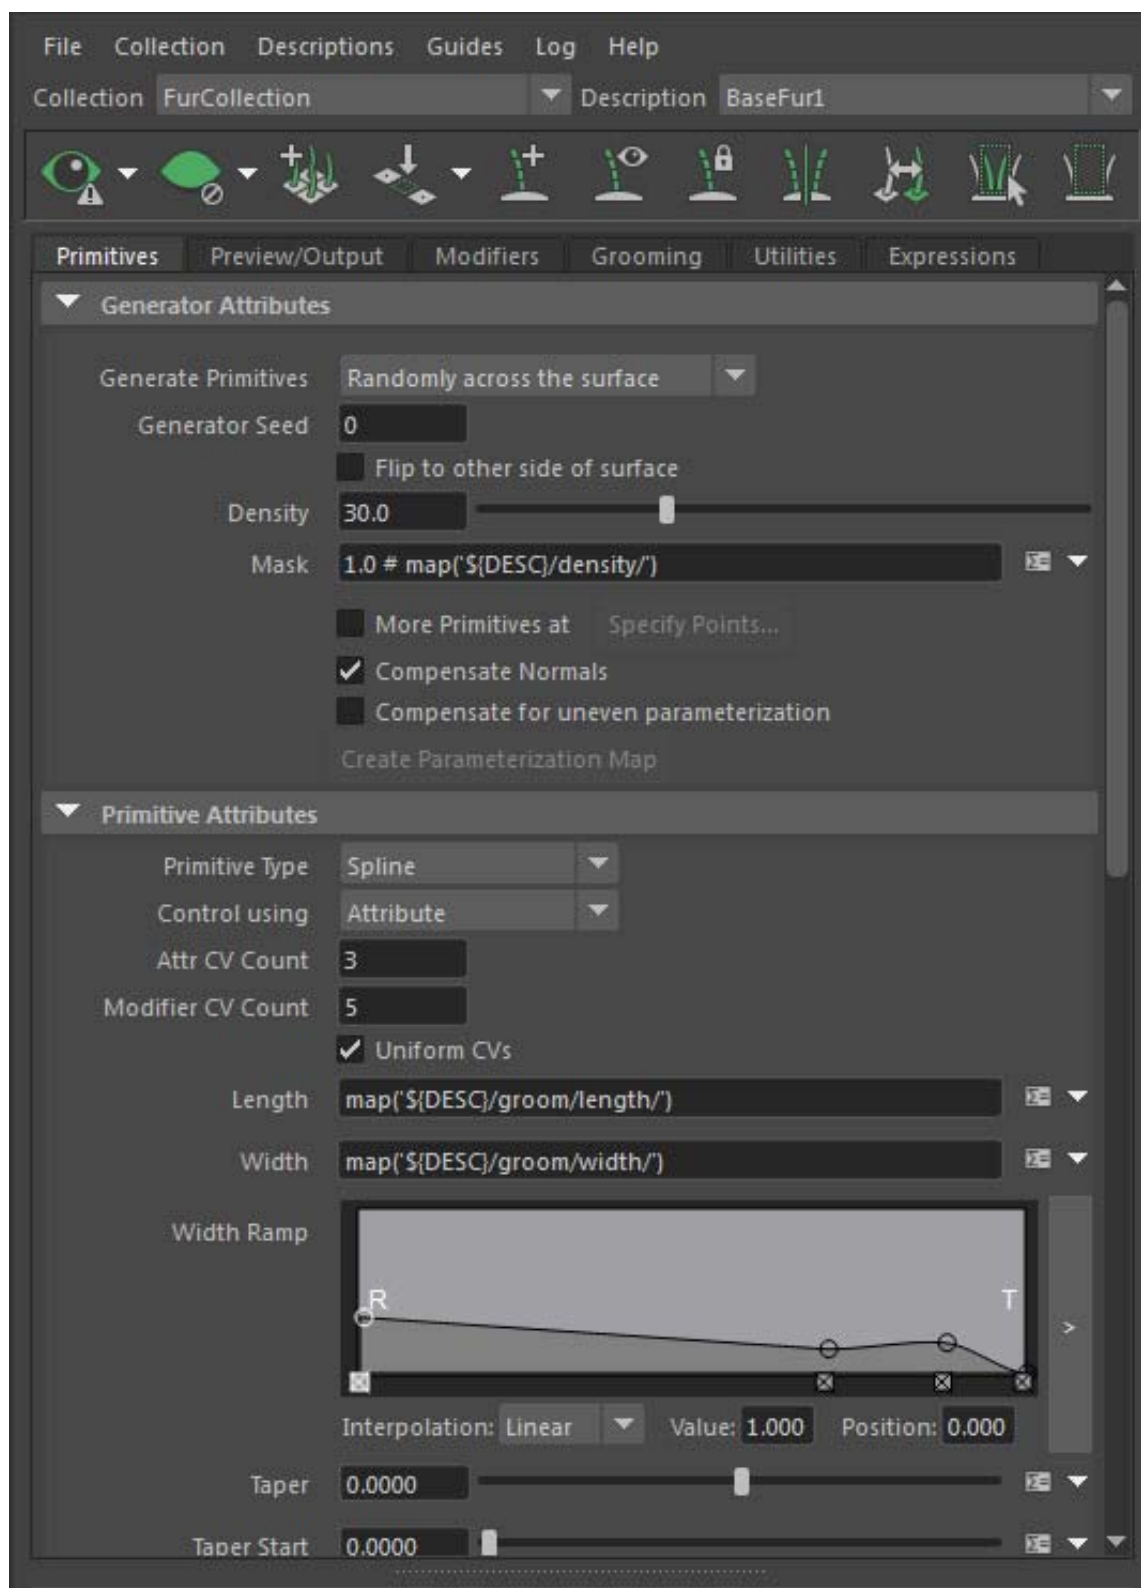 File Collection Descriptions Guides Log Help
Collection FurCollection Description BaseFur1
Primitives Preview/Output Modifiers Grooming Utilities Expressions
Generator Attributes
Generate Primitives Randomly across the surface
Generator Seed 0
Flip to other side of surface
Density 30.0
Mask 1.0 # map('${DESC}/density/')
More Primitives at Specify Points...
Compensate Normals
Compensate for uneven parameterization
Create Parameterization Map
Primitive Attributes
Primitive Type Spline
Control using Attribute
Attr CV Count 3
Modifier CV Count 5
Uniform CVs
Length map('${DESC}/groom/length/')
Width map('${DESC}/groom/width/')
Width Ramp
R T
>
Interpolation: Linear Value: 1.000 Position: 0.000
Taper 0.0000
Taper Start 0.0000